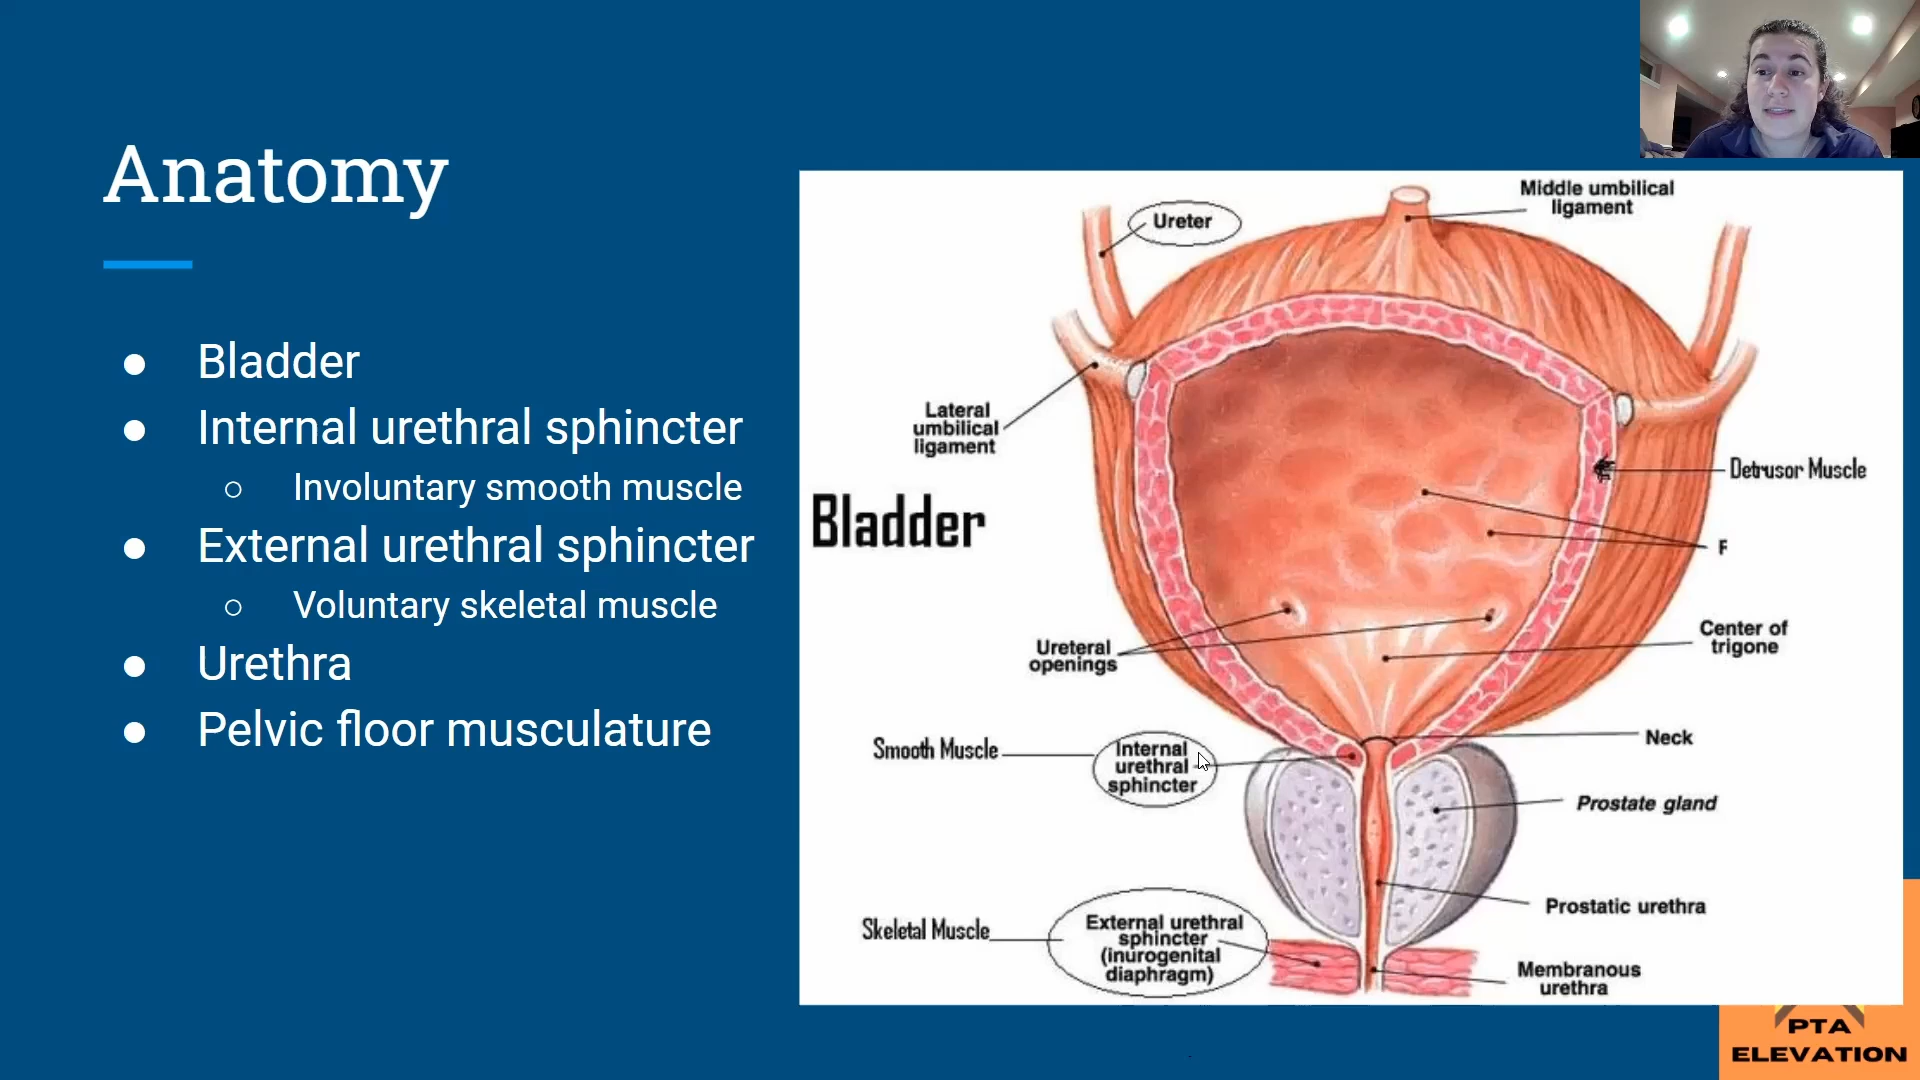 Anatomy
Bladder
Internal urethral sphincter
Involuntary smooth muscle
External urethral sphincter
Voluntary skeletal muscle
Urethra
Pelvic floor musculature
Ureter
Middle umbilical
ligament
Lateral
umbilical
ligament
Detrusor Muscle
Bladder
F
Ureteral
openings
Center of
trigone
Smooth Muscle
Internal
urethral
sphincter
Neck
Prostate gland
Prostatic urethra
Skeletal Muscle
External urethral
sphincter
(inurogenital
diaphragm)
Membranous
urethra
PTA
ELEVATION